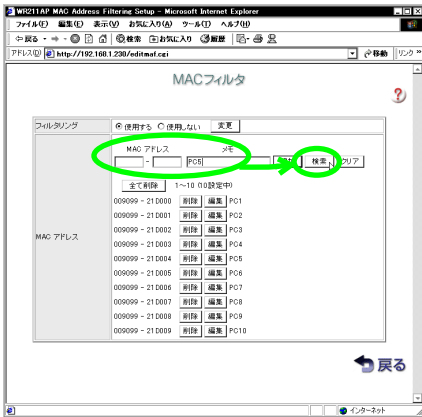 WR211AP MAC Address Filtering Setup - Microsoft Internet Explorer
ファイル(F) 編集(E) 表示(V) お気に入り(A) ツール(T) ヘルプ(H)
戻る 検索 お気に入り 履歴
アドレス(D) http://192.168.1.230/editmaf.cgi 移動 リンク »
MACフィルタ
?
フィルタリング 使用する 使用しない 変更
MAC アドレス メモ
- PC5 検索 クリア
全て削除 1～10 (10設定中)
MAC アドレス
009099 - 21D000 削除 編集 PC1
009099 - 21D001 削除 編集 PC2
009099 - 21D002 削除 編集 PC3
009099 - 21D003 削除 編集 PC4
009099 - 21D004 削除 編集 PC5
009099 - 21D005 削除 編集 PC6
009099 - 21D006 削除 編集 PC7
009099 - 21D007 削除 編集 PC8
009099 - 21D008 削除 編集 PC9
009099 - 21D009 削除 編集 PC10
戻る
インターネット